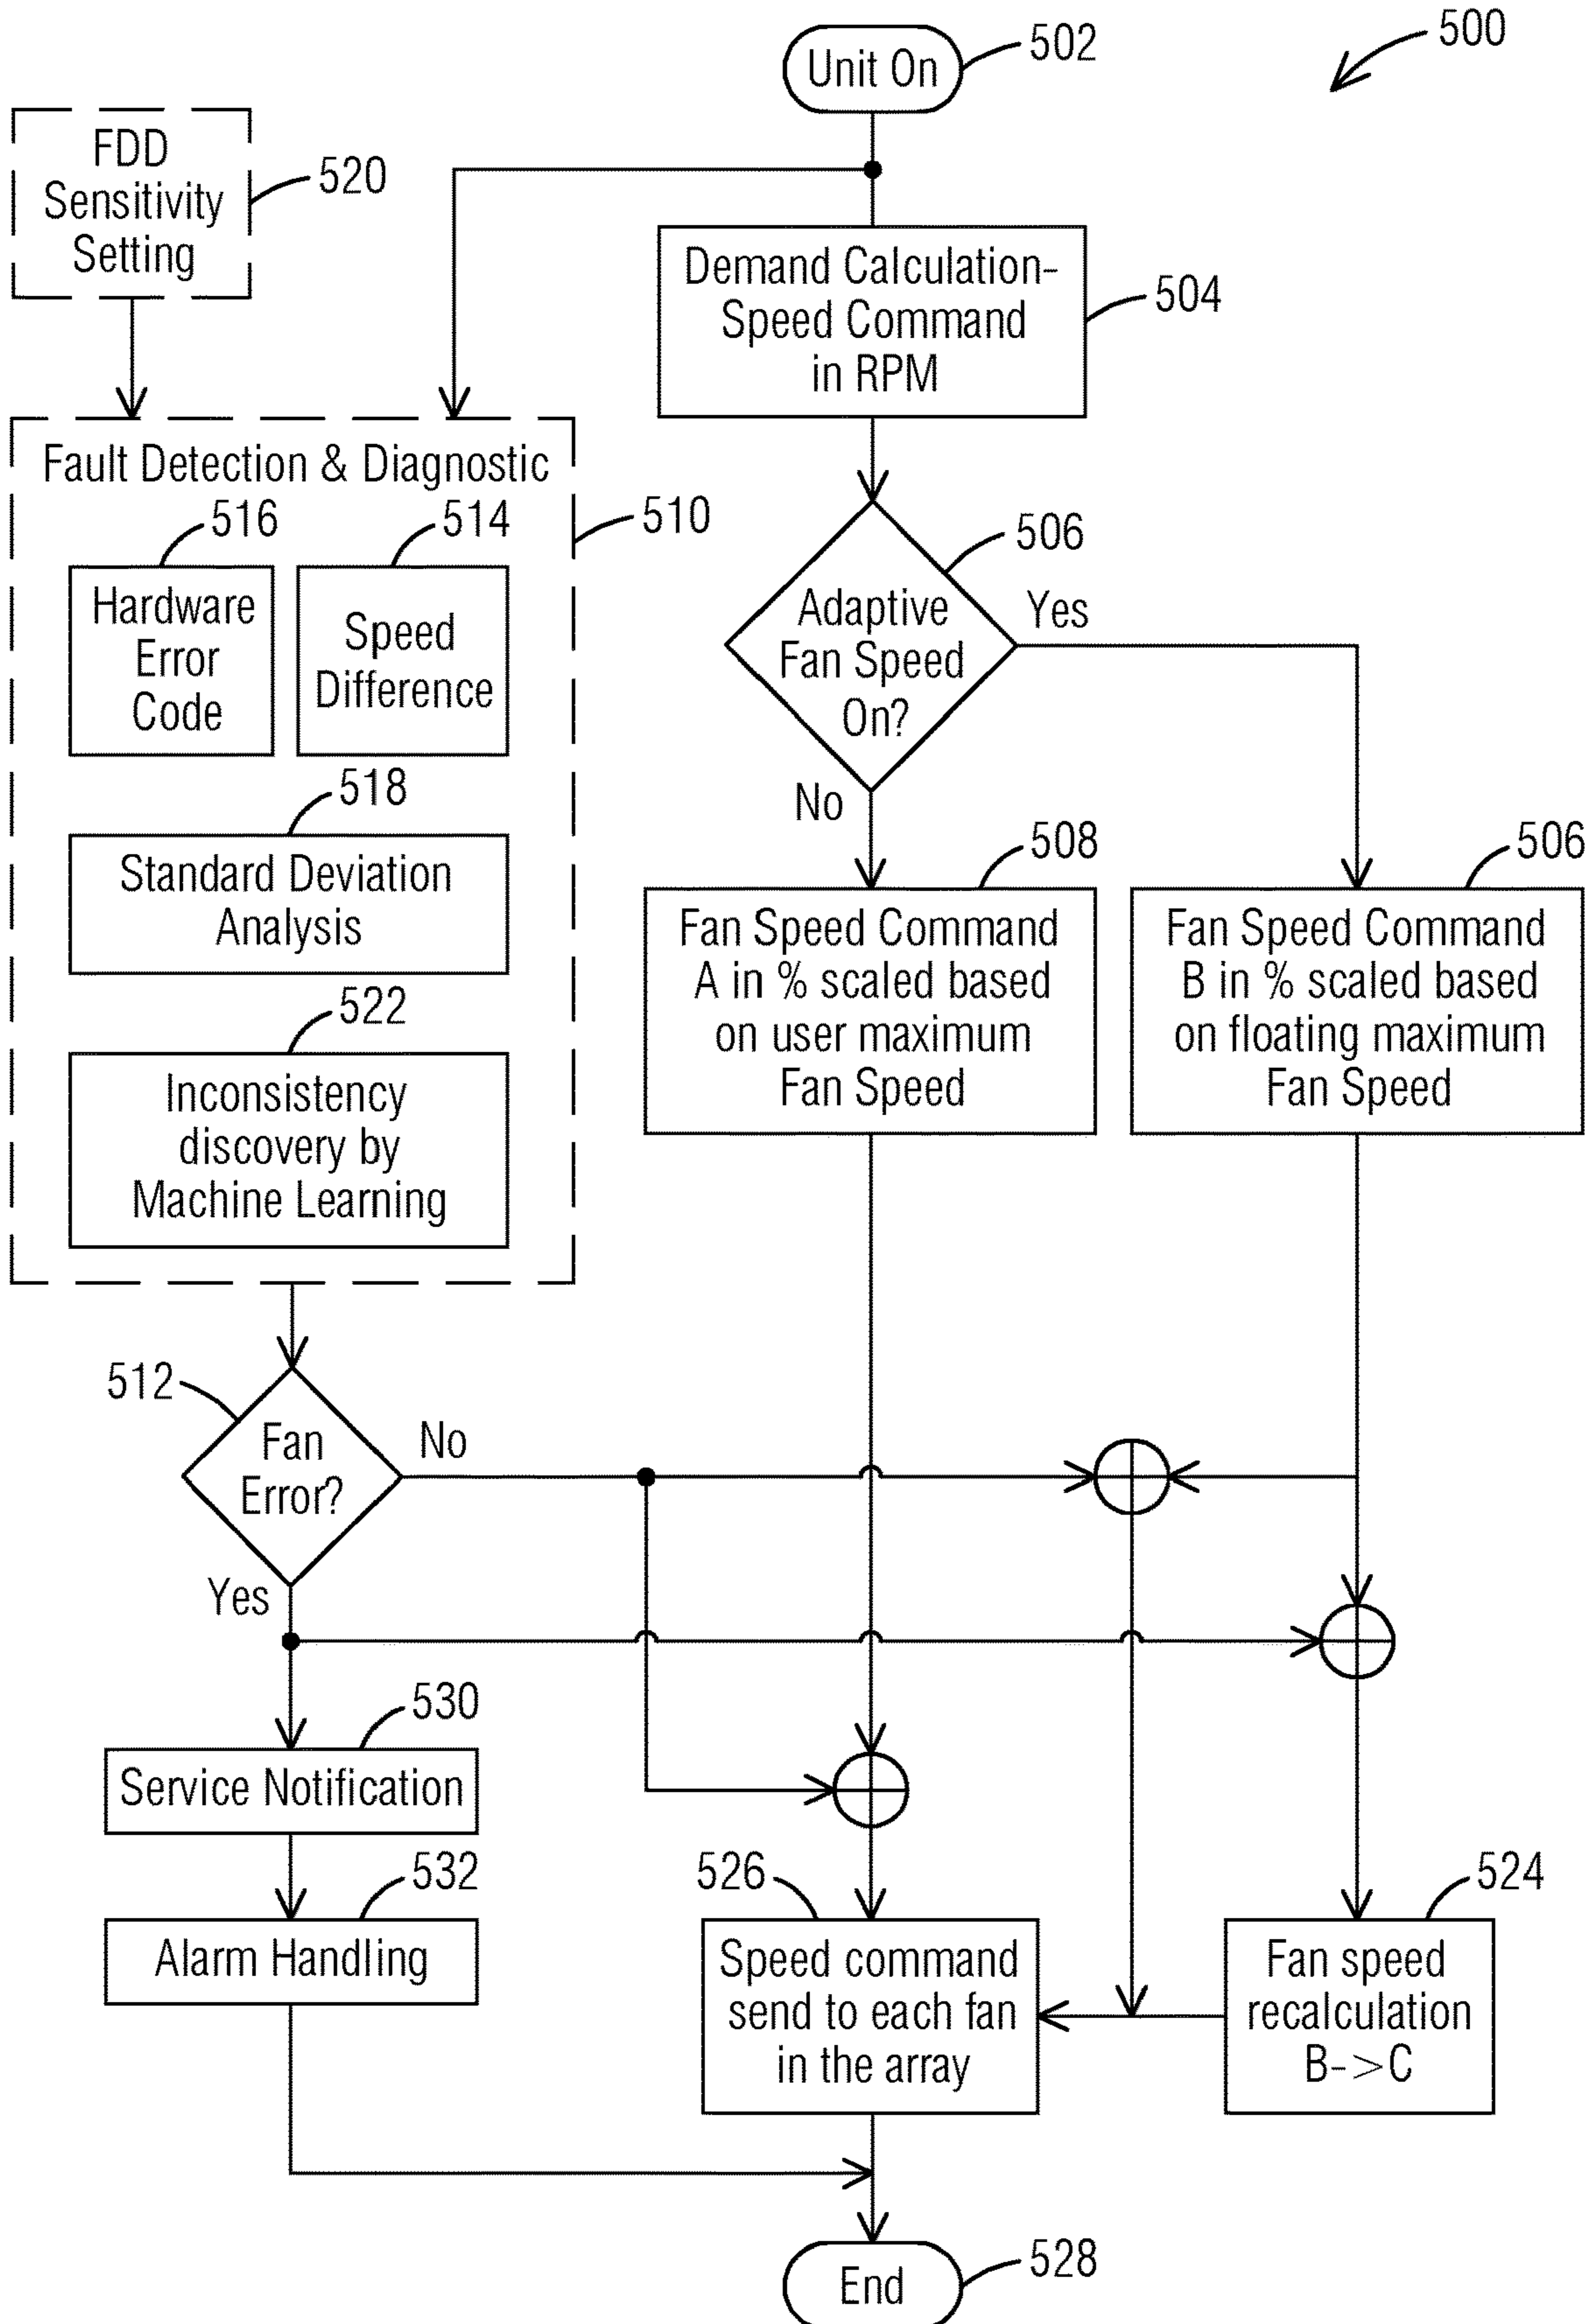 500
Unit On
502
FDD
Sensitivity
Setting
520
Demand Calculation-
Speed Command
in RPM
504
Fault Detection & Diagnostic
510
516
514
Hardware
Error
Code
Speed
Difference
518
Standard Deviation
Analysis
522
Inconsistency
discovery by
Machine Learning
506
Adaptive
Fan Speed
On?
Yes
No
508
Fan Speed Command
A in % scaled based
on user maximum
Fan Speed
506
Fan Speed Command
B in % scaled based
on floating maximum
Fan Speed
512
Fan
Error?
No
Yes
530
Service Notification
532
Alarm Handling
526
Speed command
send to each fan
in the array
524
Fan speed
recalculation
B->C
End
528